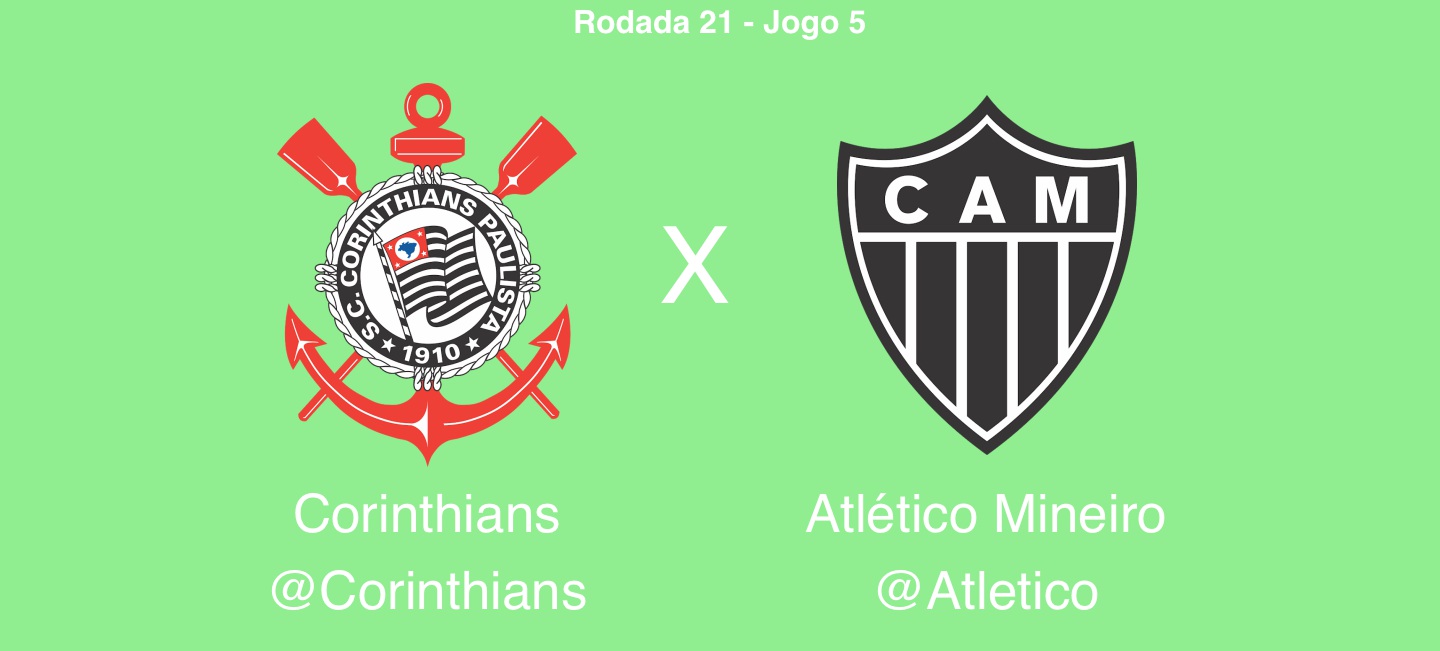 Rodada 21 - Jogo 5
S.C. CORINTHIANS PAULISTA
1910
X
C A M
Corinthians
Atlético Mineiro
@Corinthians
@Atletico